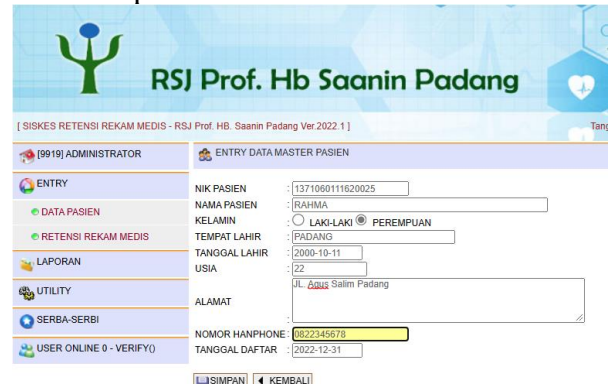 RSJ Prof. Hb Saanin Padang
[ SISKES RETENSI REKAM MEDIS - RSJ Prof. HB. Saanin Padang Ver.2022.1 ]
Tang
[9919] ADMINISTRATOR
ENTRY
DATA PASIEN
RETENSI REKAM MEDIS
LAPORAN
UTILITY
SERBA-SERBI
USER ONLINE 0 - VERIFY()
ENTRY DATA MASTER PASIEN
NIK PASIEN : 1371060111620025
NAMA PASIEN : RAHMA
KELAMIN : LAKI-LAKI PEREMPUAN
TEMPAT LAHIR : PADANG
TANGGAL LAHIR : 2000-10-11
USIA : 22
ALAMAT : JL. Agus Salim Padang
NOMOR HANPHONE : 0822345678
TANGGAL DAFTAR : 2022-12-31
SIMPAN KEMBALI